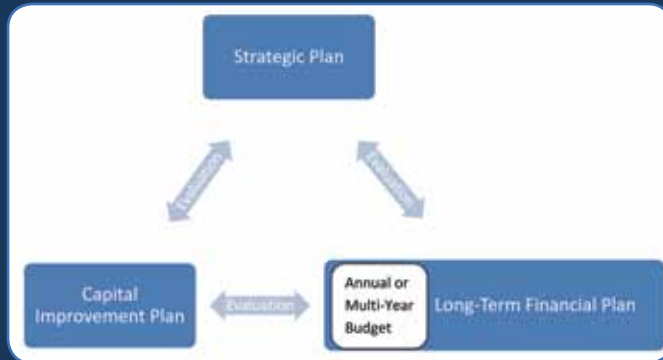 Strategic Plan
Evaluation
Evaluation
Capital
Improvement Plan
Evaluation
Annual or
Multi-Year
Budget
Long-Term Financial Plan